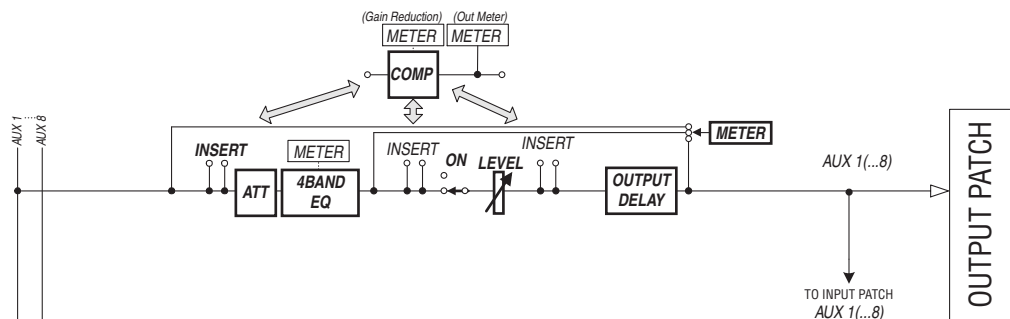 (Gain Reduction) (Out Meter)
METER METER
COMP
AUX 1
AUX 8
METER
INSERT METER INSERT ON LEVEL INSERT
AUX 1(...8)
ATT
4BAND
EQ
OUTPUT
DELAY
OUTPUT PATCH
TO INPUT PATCH
AUX 1(...8)